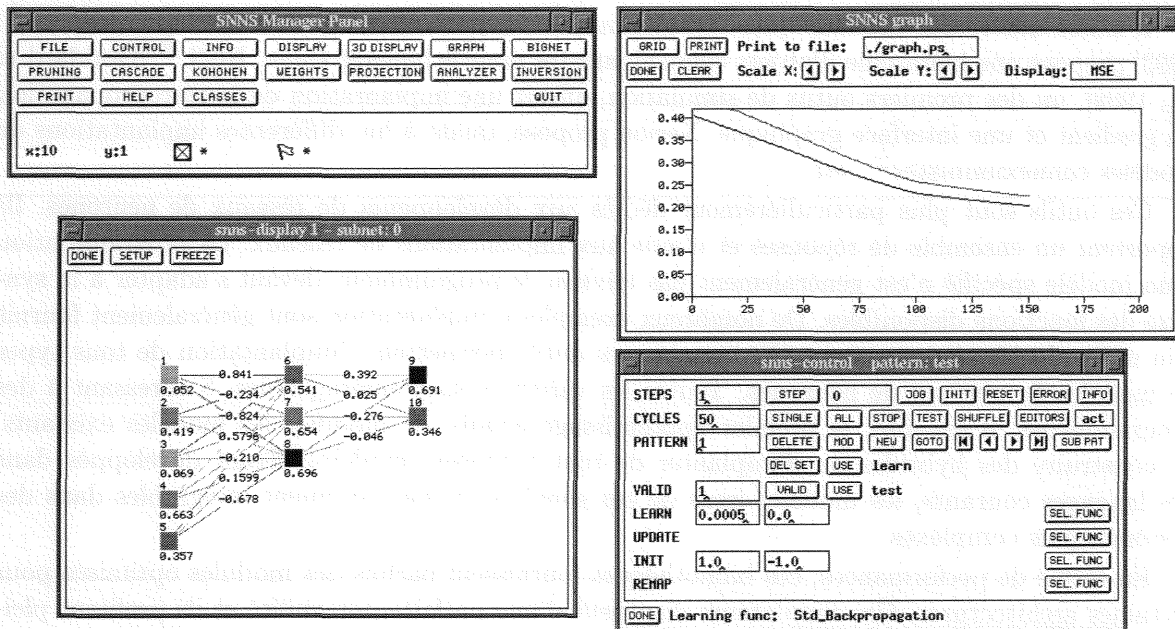 SNNS Manager Panel
FILE CONTROL INFO DISPLAY 3D DISPLAY GRAPH BIGNET
PRUNING CASCADE KOHONEN WEIGHTS PROJECTION ANALYZER INVERSION
PRINT HELP CLASSES QUIT
x:10 y:1 * *
SNNS graph
GRID PRINT Print to file: ./graph.ps
DONE CLEAR Scale X: Scale Y: Display: MSE
0.40
0.35
0.30
0.25
0.20
0.15
0.10
0.05
0.00
0 25 50 75 100 125 150 175 200
snns-display 1 - subnet: 0
DONE SETUP FREEZE
1 6 9
0.841 0.392
0.052 -0.234 0.541 0.025 0.691
2 7 10
-0.824 -0.276
0.419 0.5796 0.654 -0.046 0.346
3 8
-0.210
0.069 0.1599 0.696
4
-0.678
0.663
5
0.357
snns-control pattern: test
STEPS 1 STEP 0 JOG INIT RESET ERROR INFO
CYCLES 50 SINGLE ALL STOP TEST SHUFFLE EDITORS act
PATTERN 1 DELETE MOD NEW GOTO SUB PAT
DEL SET USE learn
VALID 1 VALID USE test
LEARN 0.0005 0.0 SEL. FUNC
UPDATE SEL. FUNC
INIT 1.0 -1.0 SEL. FUNC
REMAP SEL. FUNC
DONE Learning func: Std_Backpropagation